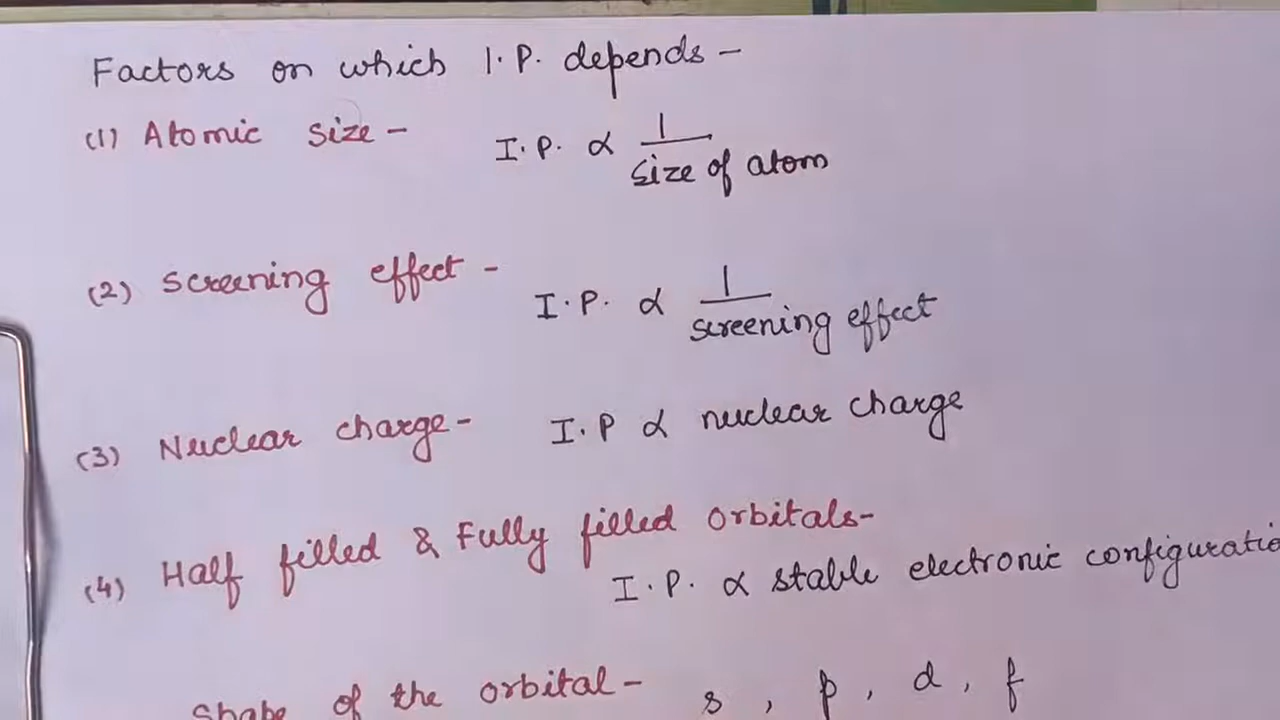 Factors on which I.P. depends-
(1) Atomic size- I.P. ∝ 1/size of atom
(2) screening effect- I.P. ∝ 1/screening effect
(3) Nuclear charge- I.P ∝ nuclear charge
(4) Half filled & Fully filled orbitals-
I.P. ∝ stable electronic configuratio
Shape of the orbital- s, p, d, f